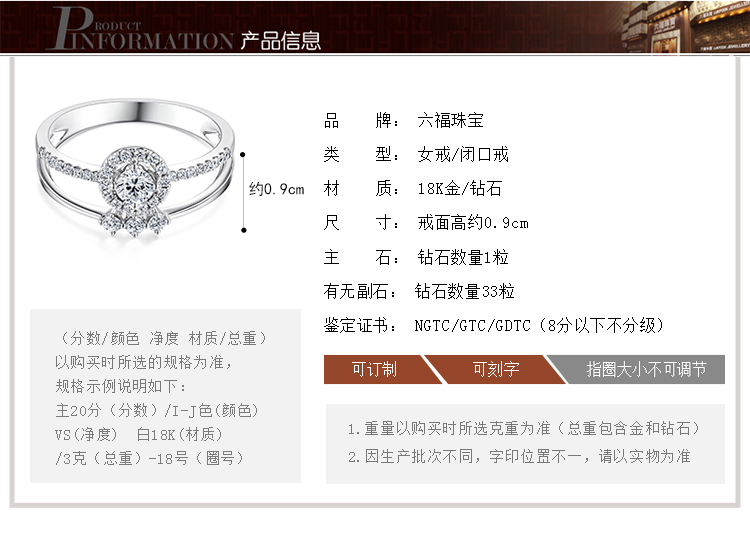 PRODUCT
INFORMATION 产品信息
约0.9cm
品 牌： 六福珠宝
类 型： 女戒/闭口戒
材 质： 18K金/钻石
尺 寸： 戒面高约0.9cm
主 石： 钻石数量1粒
有无副石： 钻石数量33粒
鉴定证书： NGTC/GTC/GDTC（8分以下不分级）
可订制 可刻字 指圈大小不可调节
（分数/颜色 净度 材质/总重）
以购买时所选的规格为准，
规格示例说明如下：
主20分（分数）/I-J色(颜色)
VS(净度) 白18K(材质)
/3克（总重）-18号（圈号）
1.重量以购买时所选克重为准（总重包含金和钻石）
2.因生产批次不同，字印位置不一，请以实物为准